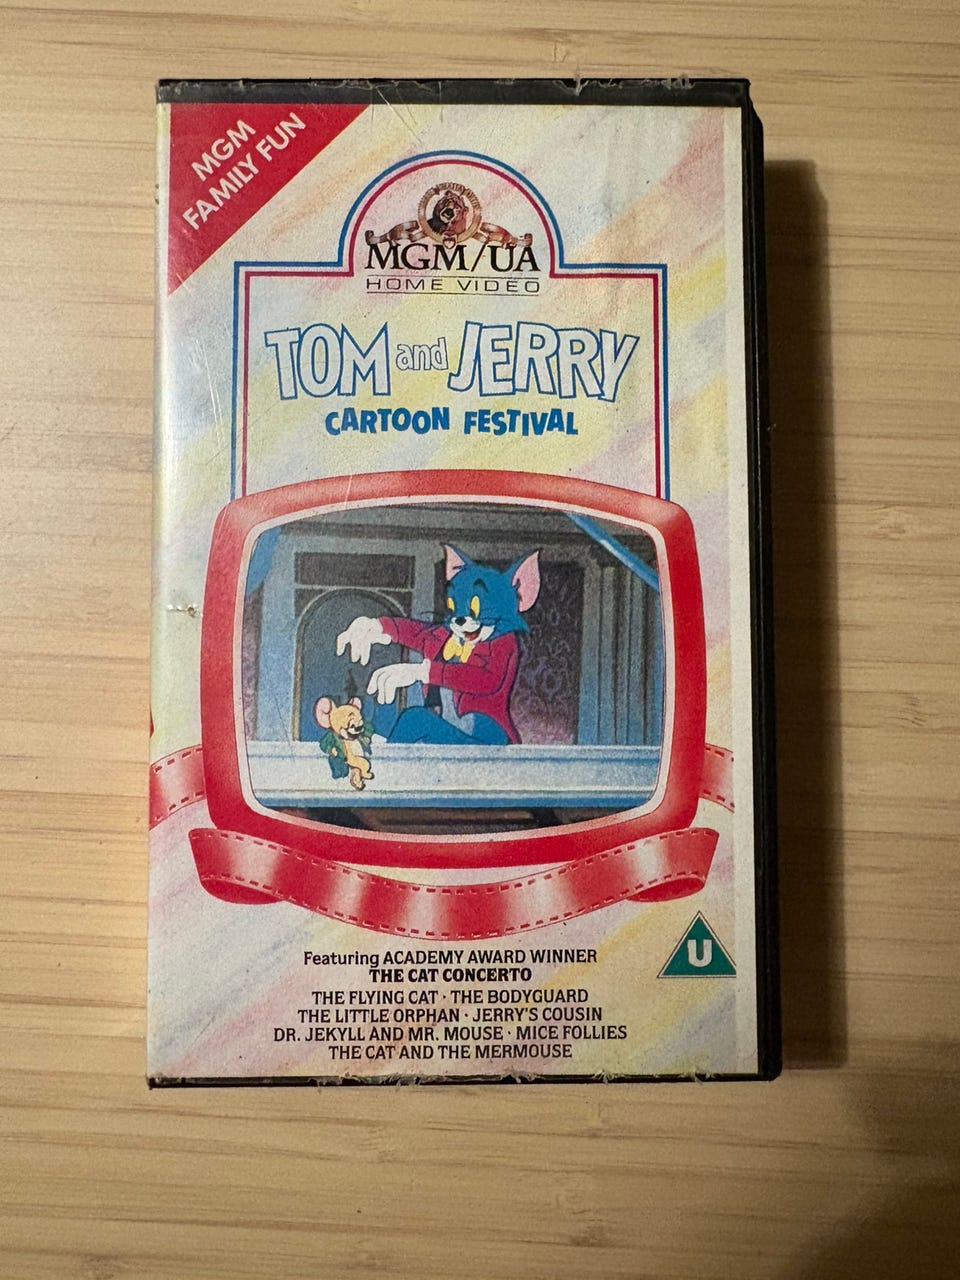 MGM
FAMILY FUN
MGM/UA
HOME VIDEO
TOM and JERRY
CARTOON FESTIVAL
Featuring ACADEMY AWARD WINNER
THE CAT CONCERTO
THE FLYING CAT · THE BODYGUARD
THE LITTLE ORPHAN · JERRY'S COUSIN
DR. JEKYLL AND MR. MOUSE · MICE FOLLIES
THE CAT AND THE MERMOUSE
U